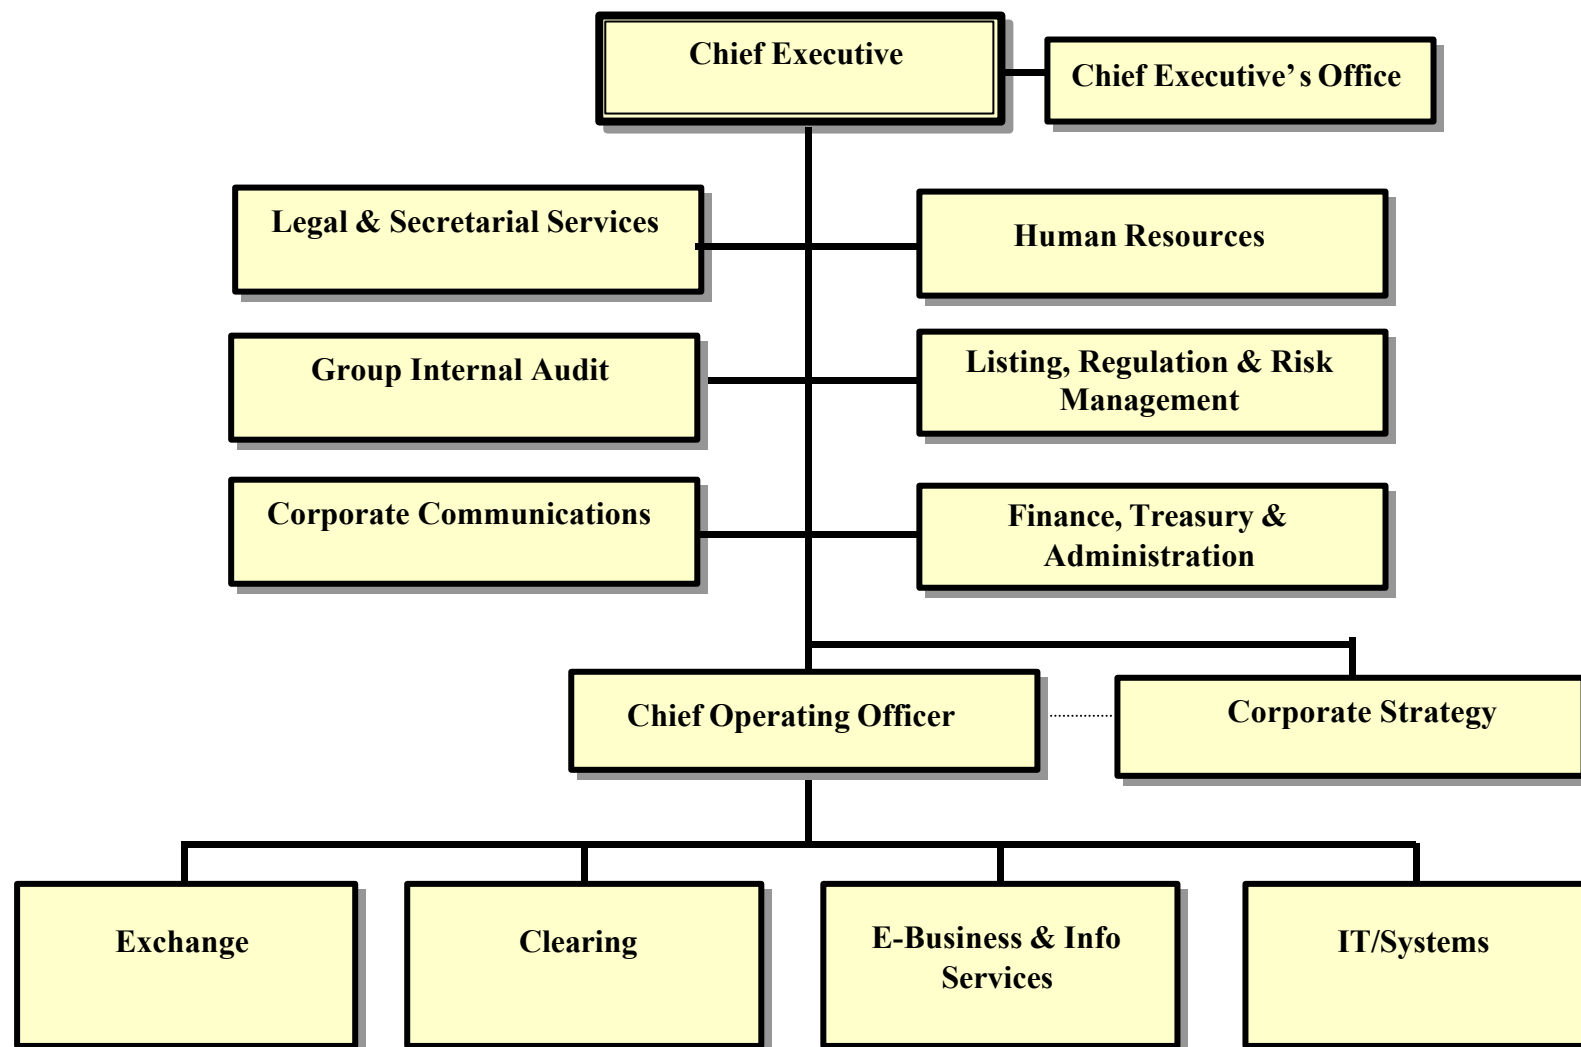 Chief Executive
Chief Executive's Office
Legal & Secretarial Services
Human Resources
Group Internal Audit
Listing, Regulation & Risk
Management
Corporate Communications
Finance, Treasury &
Administration
Chief Operating Officer
Corporate Strategy
Exchange
Clearing
E-Business & Info
Services
IT/Systems